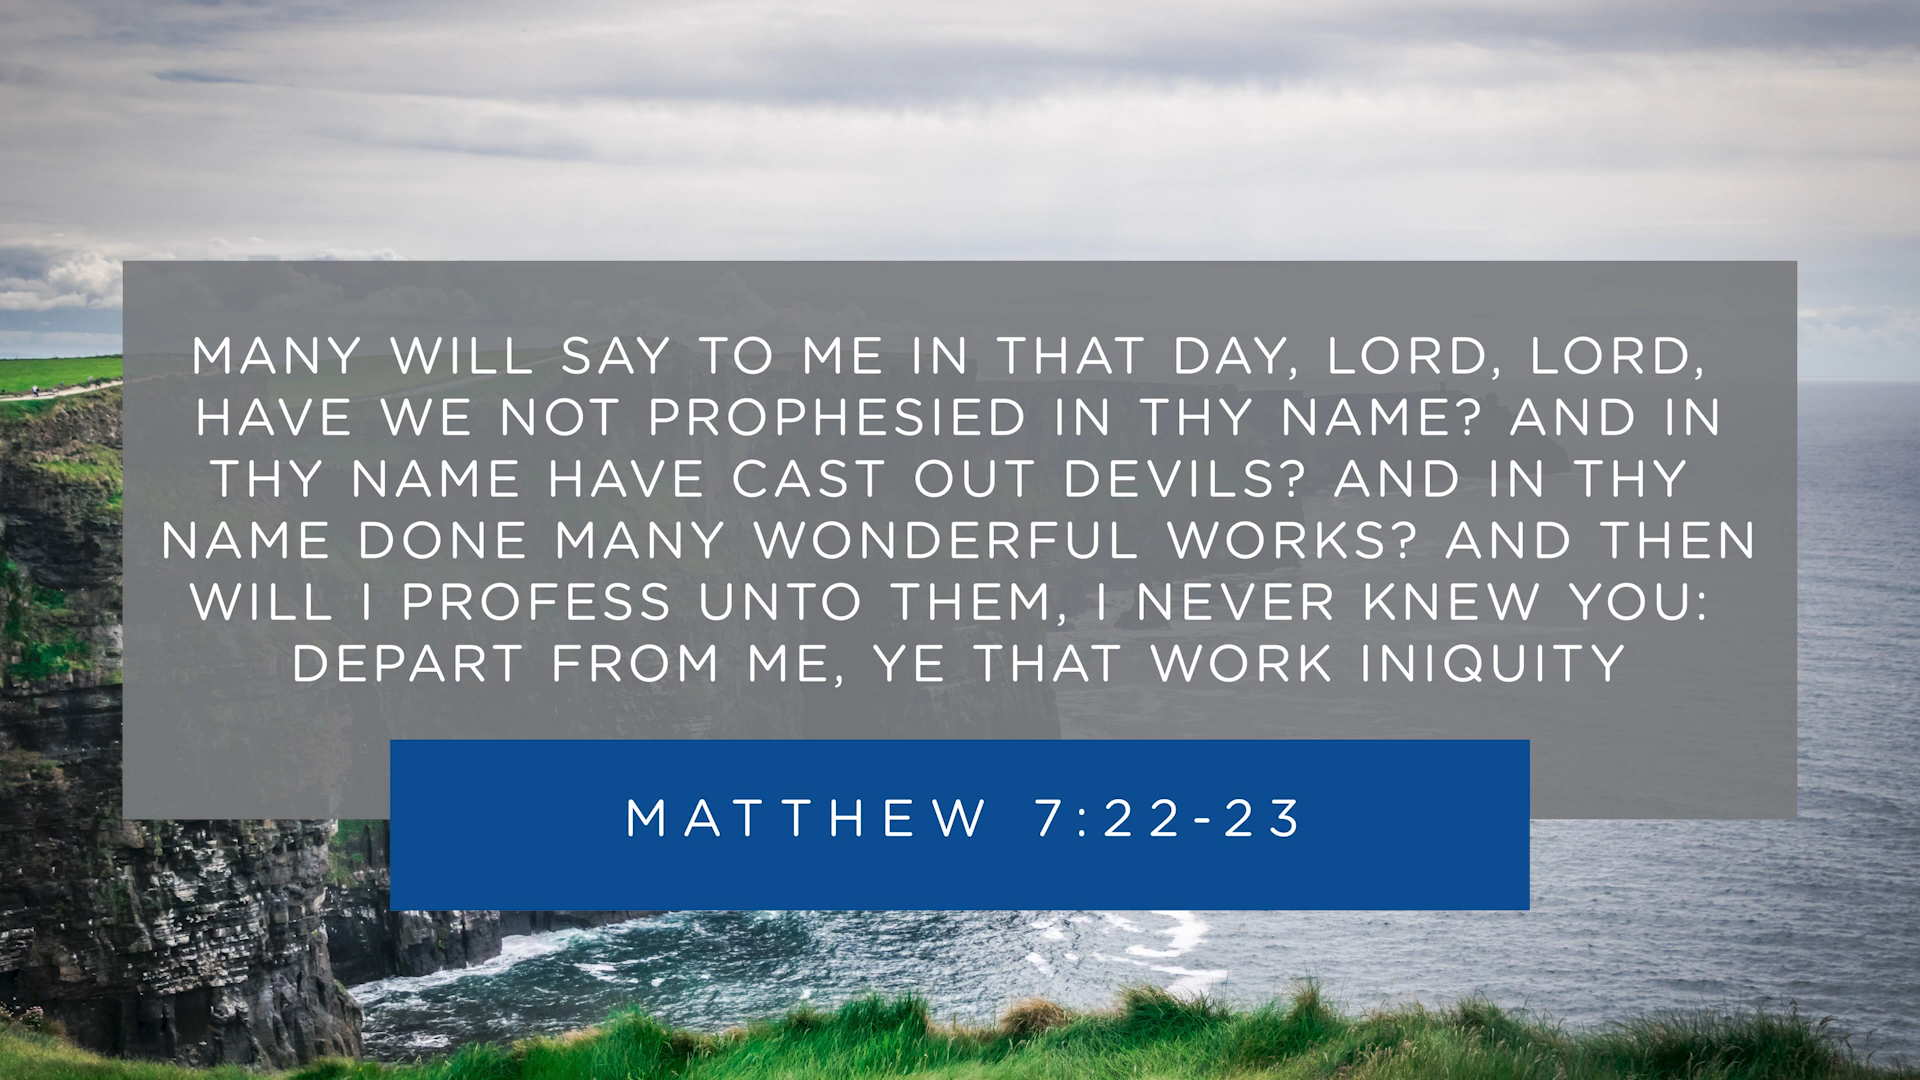 MANY WILL SAY TO ME IN THAT DAY, LORD, LORD,
HAVE WE NOT PROPHESIED IN THY NAME? AND IN
THY NAME HAVE CAST OUT DEVILS? AND IN THY
NAME DONE MANY WONDERFUL WORKS? AND THEN
WILL I PROFESS UNTO THEM, I NEVER KNEW YOU:
DEPART FROM ME, YE THAT WORK INIQUITY
MATTHEW 7:22-23